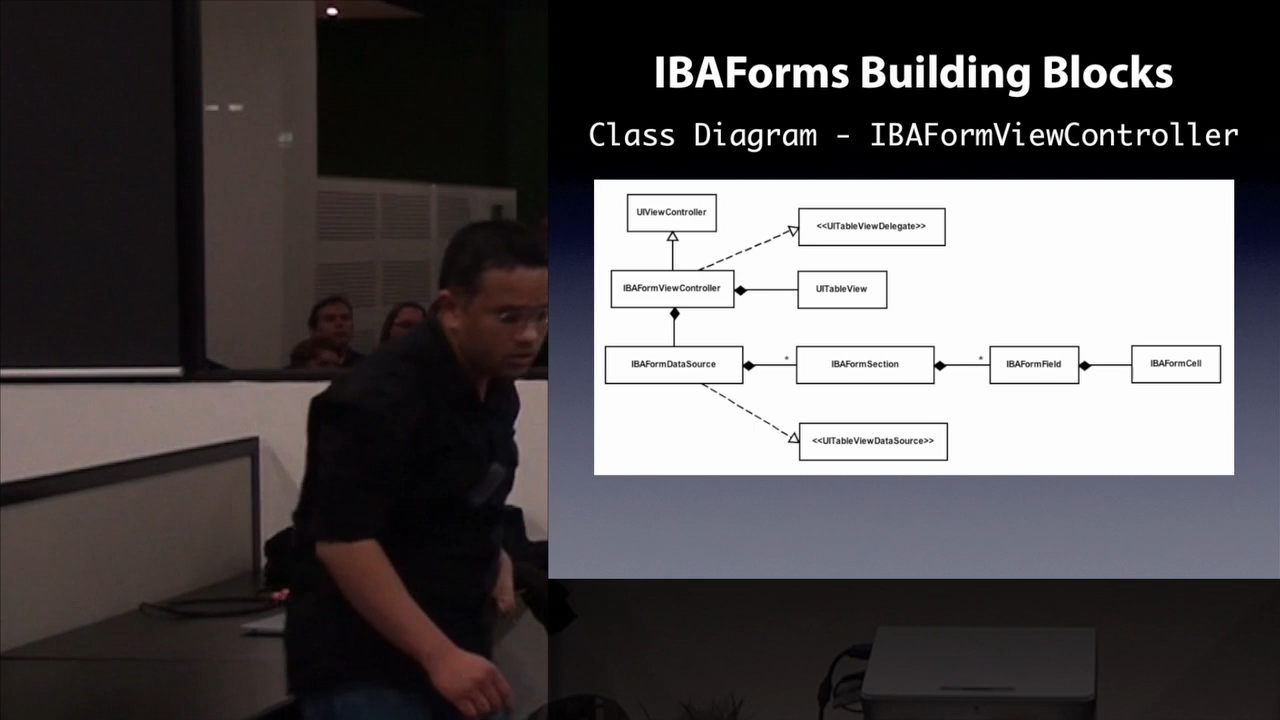 IBAForms Building Blocks
Class Diagram - IBAFormViewController
UIViewController
<<UITableViewDelegate>>
IBAFormViewController
UITableView
IBAFormDataSource
*
IBAFormSection
*
IBAFormField
IBAFormCell
<<UITableViewDataSource>>